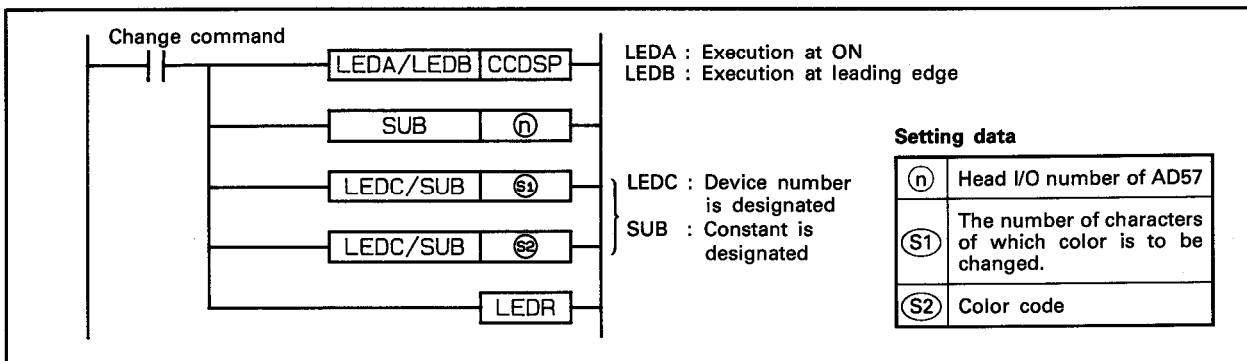 Change command
LEDA/LEDB CCDSP
LEDA : Execution at ON
LEDB : Execution at leading edge
SUB ⓝ
LEDC/SUB Ⓢ1
LEDC/SUB Ⓢ2
LEDR
LEDC : Device number
is designated
SUB : Constant is
designated
Setting data
ⓝ Head I/O number of AD57
Ⓢ1 The number of characters
of which color is to be
changed.
Ⓢ2 Color code